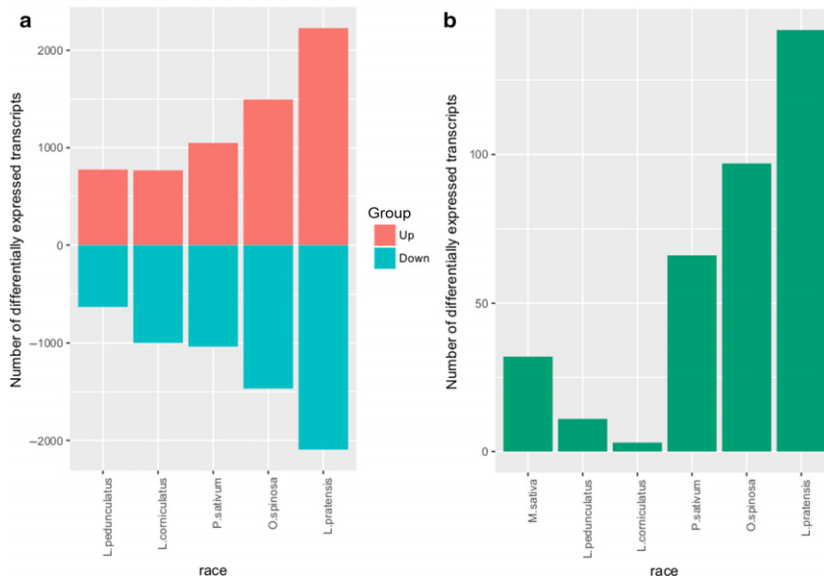 a
Number of differentially expressed transcripts
2000
1000
0
−1000
−2000
L.pedunculatus
L.corniculatus
P.sativum
O.spinosa
L.pratensis
race
Group
Up
Down
b
Number of differentially expressed transcripts
100
50
0
M.sativa
L.pedunculatus
L.corniculatus
P.sativum
O.spinosa
L.pratensis
race